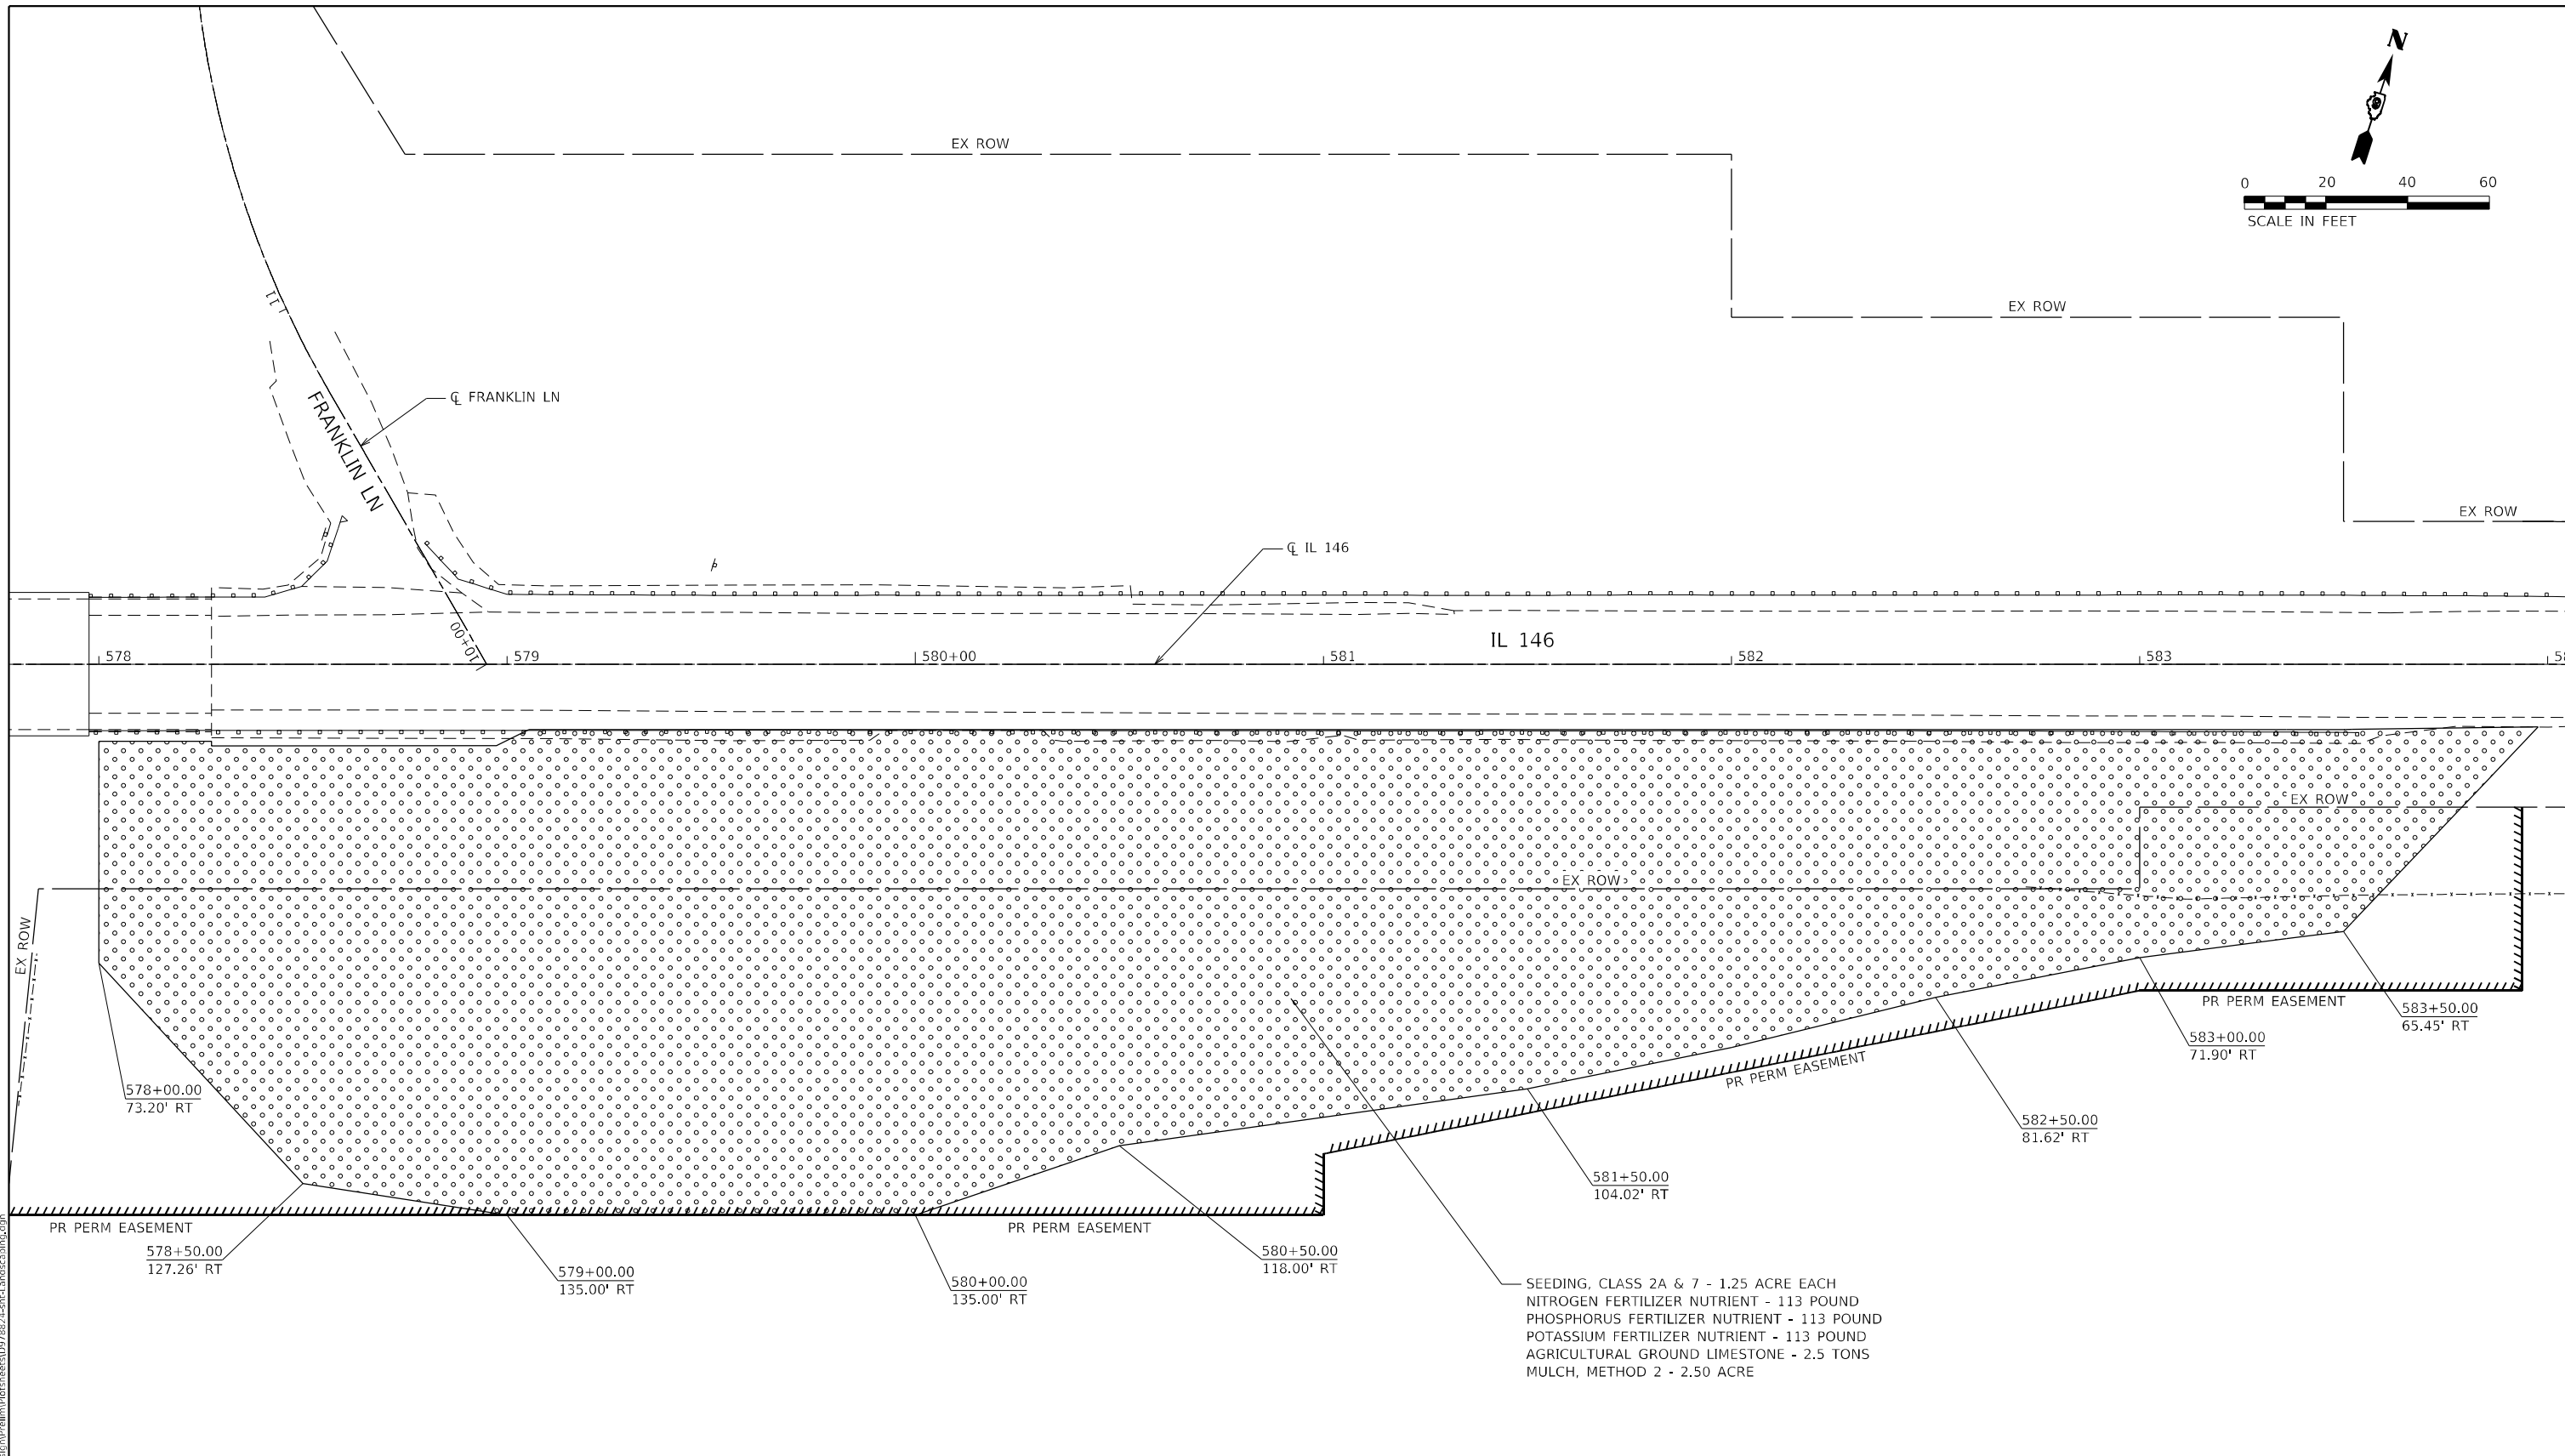 N
0 20 40 60
SCALE IN FEET
EX ROW
EX ROW
EX ROW
11
FRANKLIN LN
℄ FRANKLIN LN
℄ IL 146
10+00
IL 146
578 579 580+00 581 582 583
EX ROW
EX ROW
EX ROW
PR PERM EASEMENT
PR PERM EASEMENT
PR PERM EASEMENT
PR PERM EASEMENT
578+00.00
73.20' RT
578+50.00
127.26' RT
579+00.00
135.00' RT
580+00.00
135.00' RT
580+50.00
118.00' RT
581+50.00
104.02' RT
582+50.00
81.62' RT
583+00.00
71.90' RT
583+50.00
65.45' RT
SEEDING, CLASS 2A & 7 - 1.25 ACRE EACH
NITROGEN FERTILIZER NUTRIENT - 113 POUND
PHOSPHORUS FERTILIZER NUTRIENT - 113 POUND
POTASSIUM FERTILIZER NUTRIENT - 113 POUND
AGRICULTURAL GROUND LIMESTONE - 2.5 TONS
MULCH, METHOD 2 - 2.50 ACRE